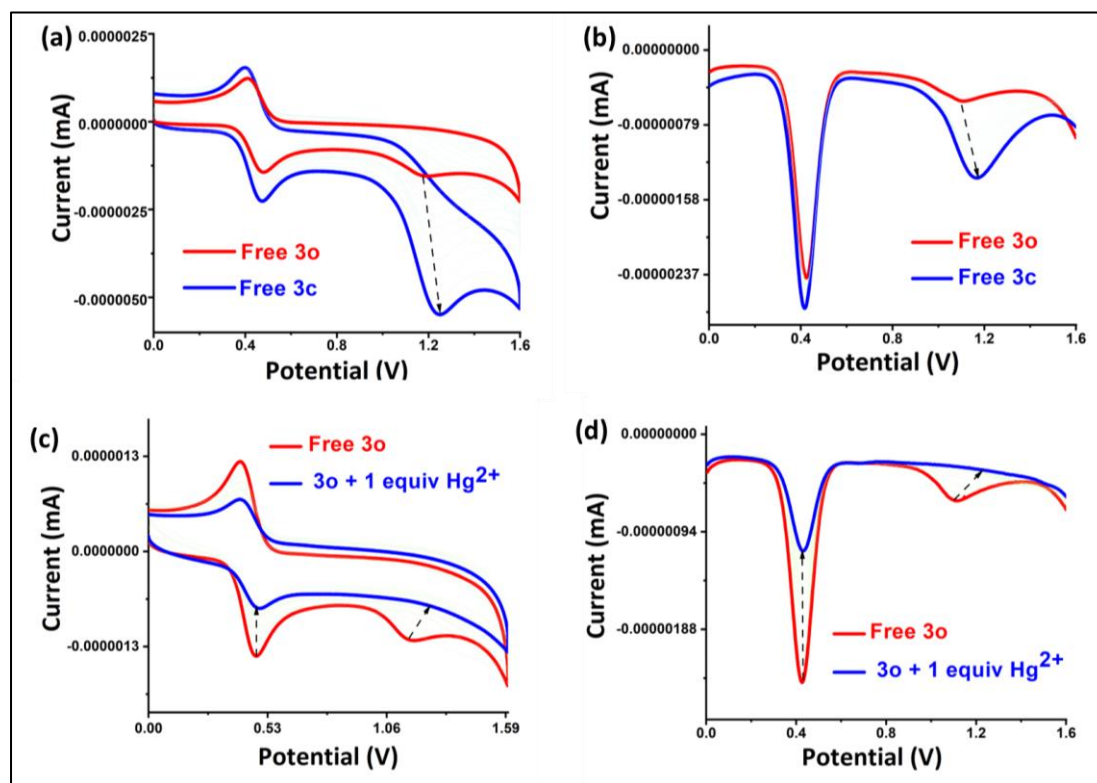 (a)
0.0000025
0.0000000
-0.0000025
-0.0000050
Current (mA)
Free 3o
Free 3c
0.0 0.4 0.8 1.2 1.6
Potential (V)
(b)
0.00000000
-0.00000079
-0.00000158
-0.00000237
Current (mA)
Free 3o
Free 3c
0.0 0.4 0.8 1.2 1.6
Potential (V)
(c)
0.0000013
0.0000000
-0.0000013
Current (mA)
Free 3o
3o + 1 equiv Hg²⁺
0.00 0.53 1.06 1.59
Potential (V)
(d)
0.00000000
-0.00000094
-0.00000188
Current (mA)
Free 3o
3o + 1 equiv Hg²⁺
0.0 0.4 0.8 1.2 1.6
Potential (V)